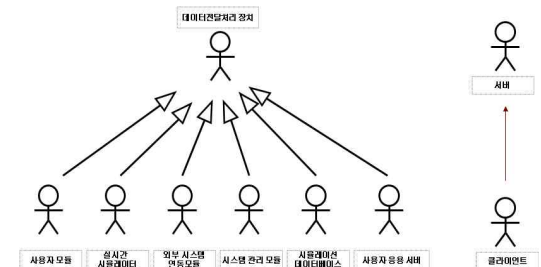 데이터전달처리 장치
서버
사용자 모듈
실시간
시뮬레이터
외부 시스템
연동모듈
시스템 관리 모듈
시뮬레이션
데이터베이스
사용자 응용 서버
클라이언트